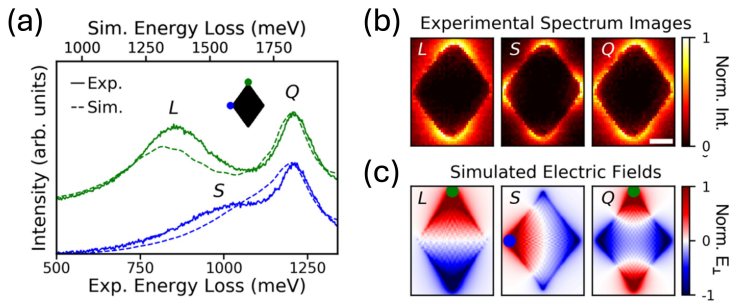 (a)
Sim. Energy Loss (meV)
1000 1250 1500 1750
Exp.
Sim.
L
Q
S
Intensity (arb. units)
500 750 1000 1250
Exp. Energy Loss (meV)
(b)
Experimental Spectrum Images
L
S
Q
1
0
Norm. Int.
(c)
Simulated Electric Fields
L
S
Q
1
0
-1
Norm. E⊥